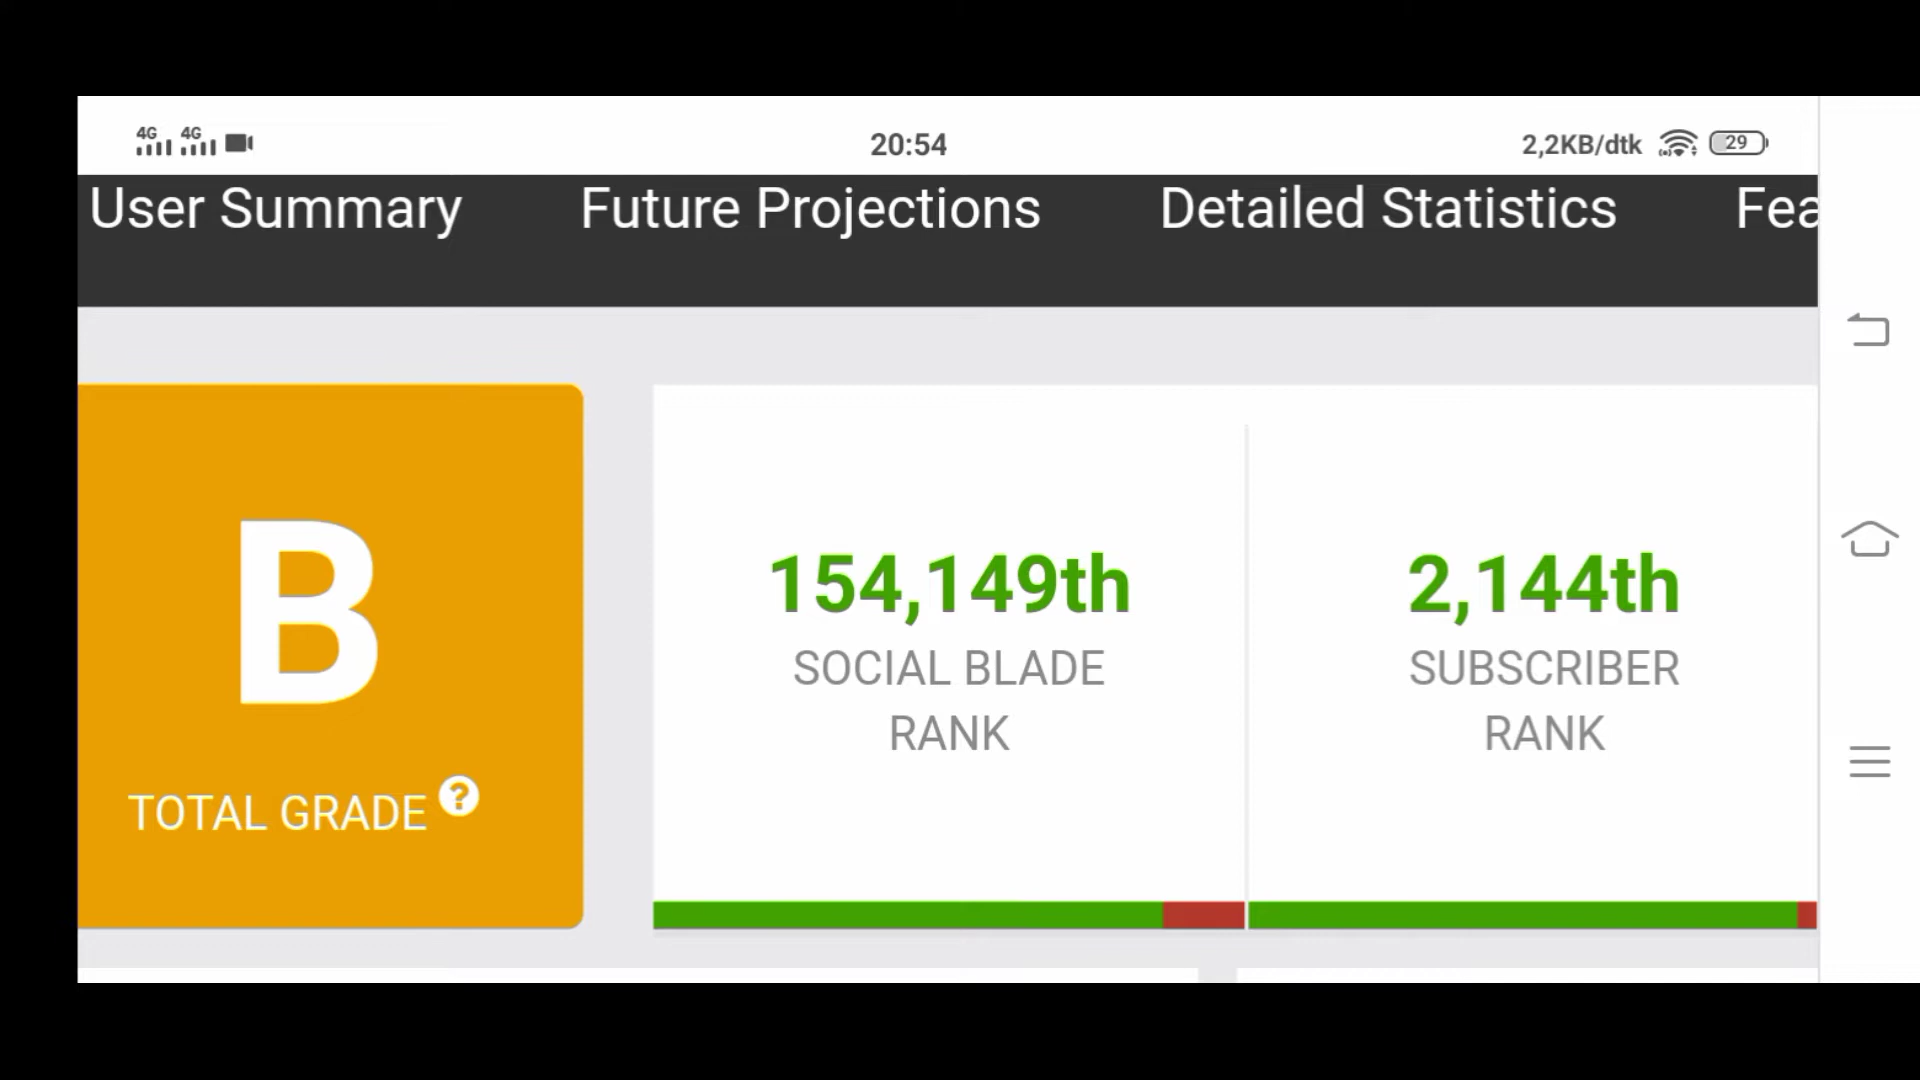 4G 4G 20:54 2,2KB/dtk 29
User Summary Future Projections Detailed Statistics Fea
B
TOTAL GRADE ?
154,149th
SOCIAL BLADE
RANK
2,144th
SUBSCRIBER
RANK